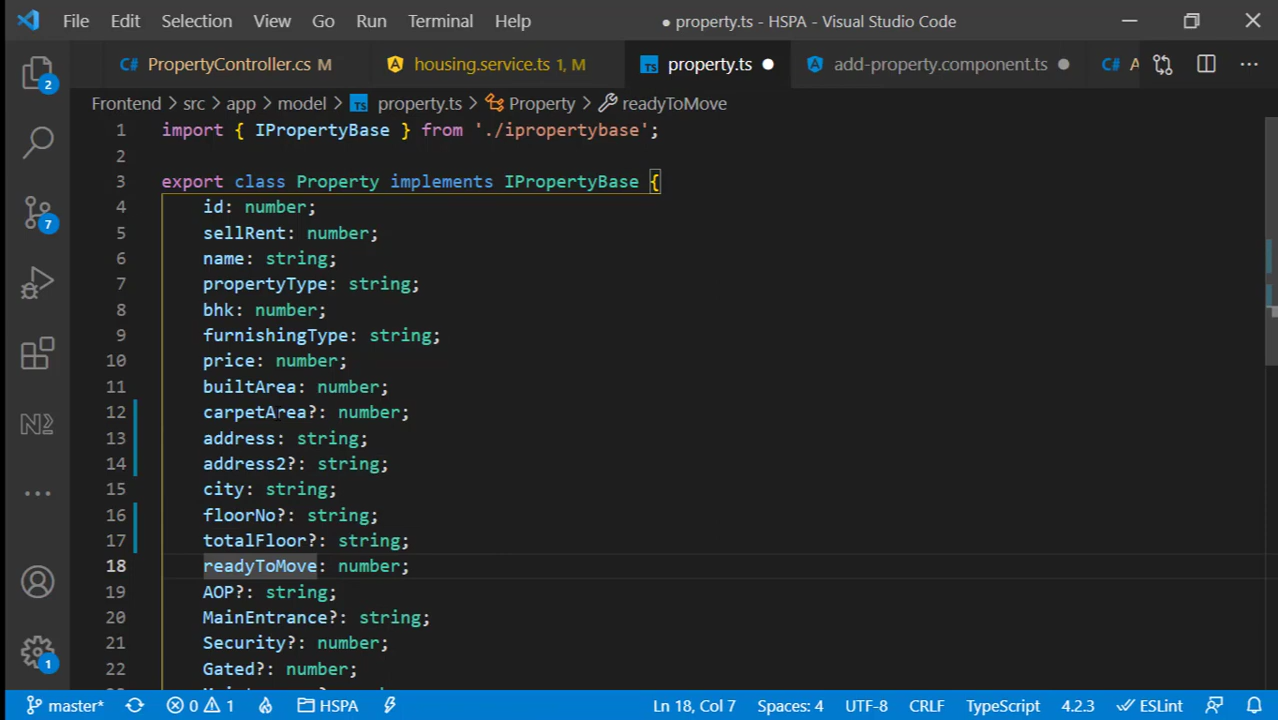 File Edit Selection View Go Run Terminal Help ● property.ts - HSPA - Visual Studio Code
C# PropertyController.cs M housing.service.ts 1, M TS property.ts ● add-property.component.ts ● C# A ···
Frontend > src > app > model > TS property.ts > Property > readyToMove
1 import { IPropertyBase } from './ipropertybase';
2
3 export class Property implements IPropertyBase {
4 id: number;
5 sellRent: number;
6 name: string;
7 propertyType: string;
8 bhk: number;
9 furnishingType: string;
10 price: number;
11 builtArea: number;
12 carpetArea?: number;
13 address: string;
14 address2?: string;
15 city: string;
16 floorNo?: string;
17 totalFloor?: string;
18 readyToMove: number;
19 AOP?: string;
20 MainEntrance?: string;
21 Security?: number;
22 Gated?: number;
2
7
1
master* 0 1 HSPA Ln 18, Col 7 Spaces: 4 UTF-8 CRLF TypeScript 4.2.3 ESLint